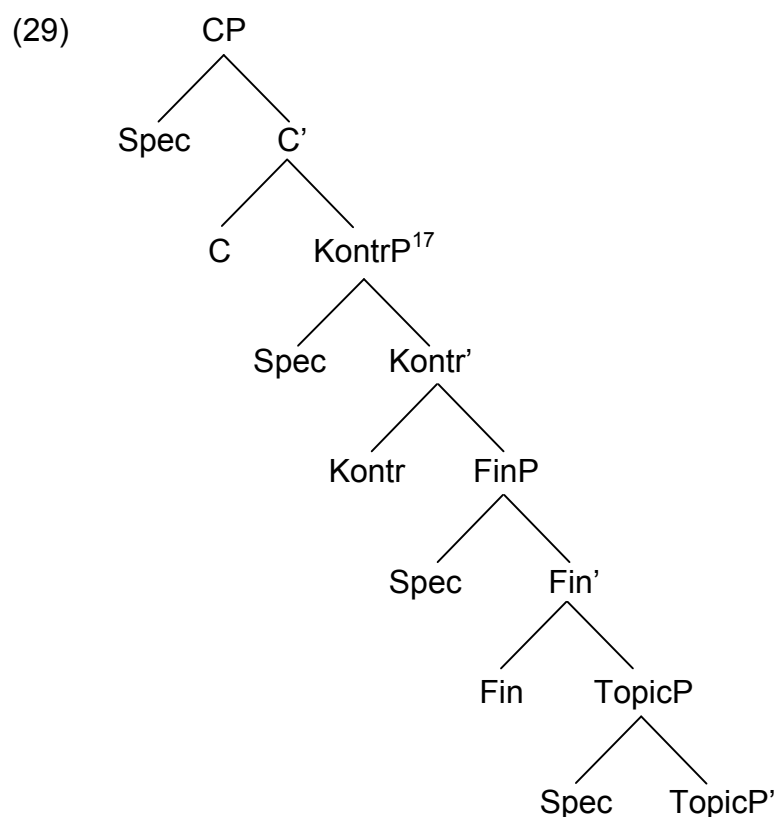 (29) CP
Spec C’
C KontrP17
Spec Kontr’
Kontr FinP
Spec Fin’
Fin TopicP
Spec TopicP’